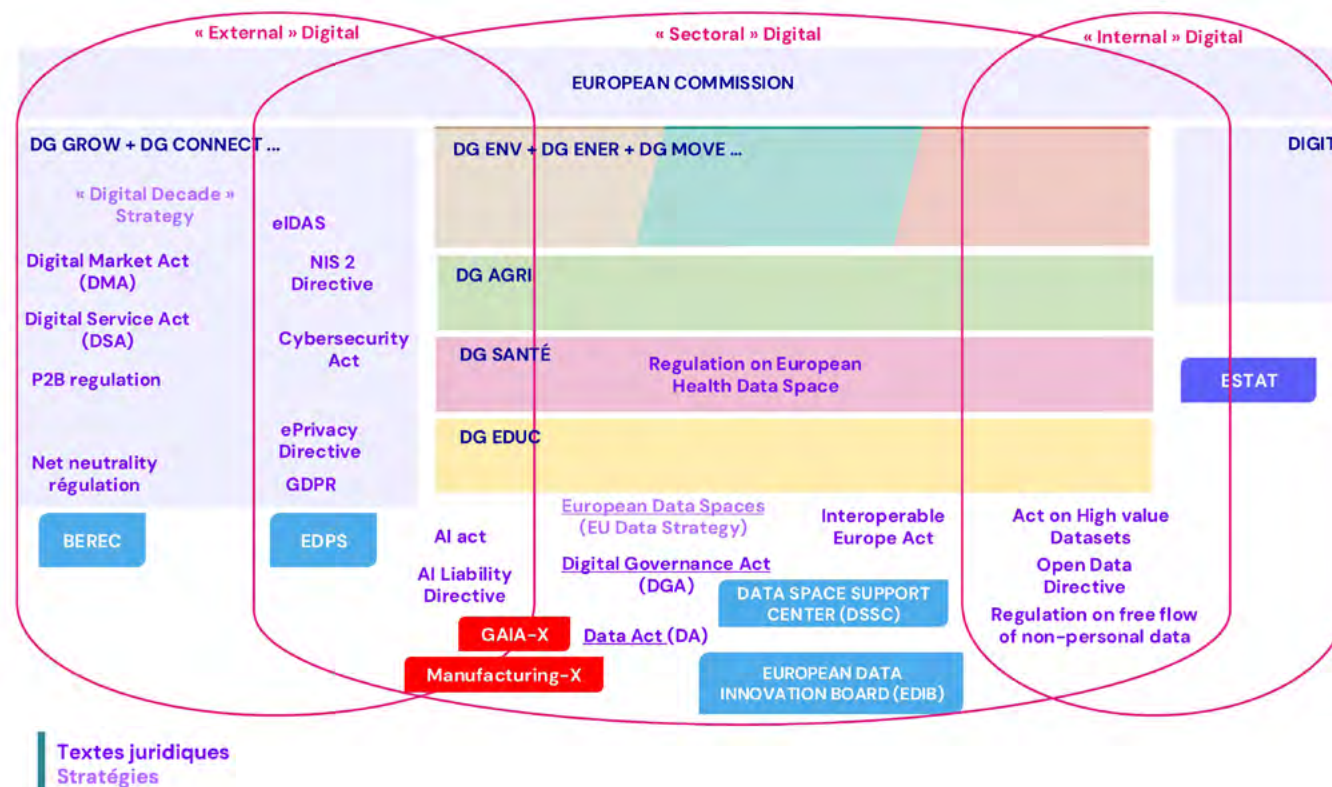 « External » Digital
« Sectoral » Digital
« Internal » Digital
EUROPEAN COMMISSION
DG GROW + DG CONNECT ...
« Digital Decade »
Strategy
Digital Market Act
(DMA)
Digital Service Act
(DSA)
P2B regulation
Net neutrality
régulation
BEREC
eIDAS
NIS 2
Directive
Cybersecurity
Act
ePrivacy
Directive
GDPR
EDPS
DG ENV + DG ENER + DG MOVE ...
DG AGRI
DG SANTÉ
Regulation on European
Health Data Space
DG EDUC
DIGIT
ESTAT
AI act
AI Liability
Directive
GAIA-X
Manufacturing-X
European Data Spaces
(EU Data Strategy)
Digital Governance Act
(DGA)
Data Act (DA)
Interoperable
Europe Act
DATA SPACE SUPPORT
CENTER (DSSC)
EUROPEAN DATA
INNOVATION BOARD (EDIB)
Act on High value
Datasets
Open Data
Directive
Regulation on free flow
of non-personal data
Textes juridiques
Stratégies